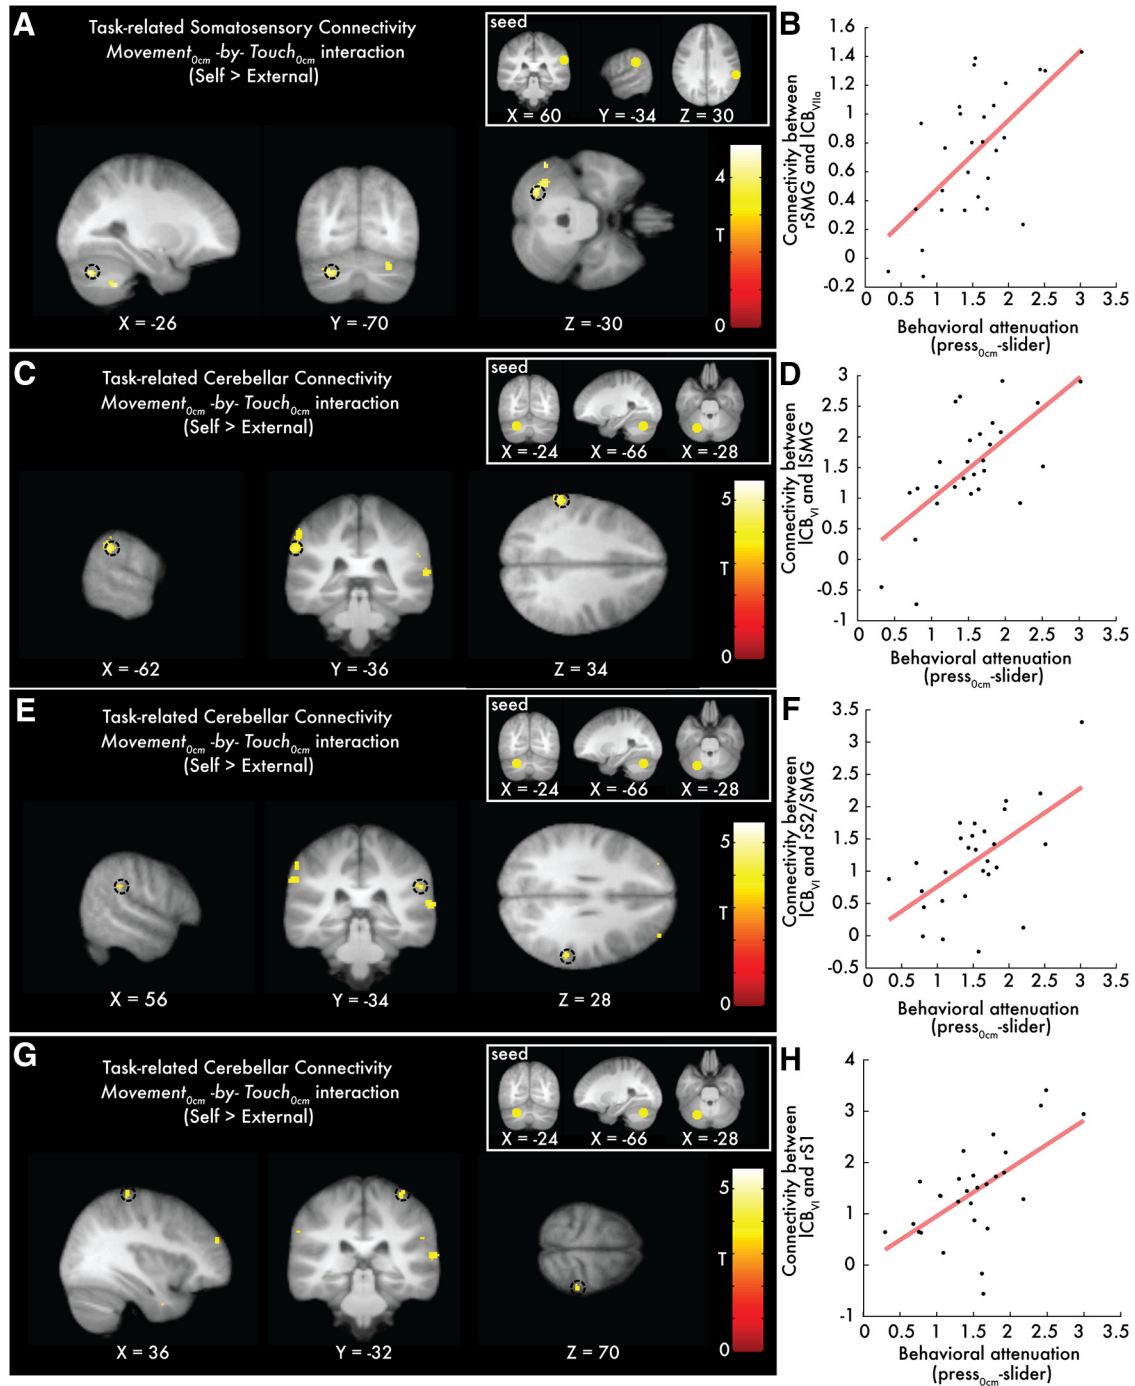 A
Task-related Somatosensory Connectivity
Movement0cm -by- Touch0cm interaction
(Self > External)
seed
X = 60
Y = -34
Z = 30
4
T
0
X = -26
Y = -70
Z = -30
B
Connectivity between
rSMG and lCBVIIa
1.6
1.4
1.2
1
0.8
0.6
0.4
0.2
0
-0.2
0.5
1
1.5
2
2.5
3
3.5
Behavioral attenuation
(press0cm-slider)
C
Task-related Cerebellar Connectivity
Movement0cm -by- Touch0cm interaction
(Self > External)
seed
X = -24
X = -66
X = -28
5
T
0
X = -62
Y = -36
Z = 34
D
Connectivity between
lCBVI and lSMG
3
2.5
2
1.5
1
0.5
0
-0.5
-1
0.5
1
1.5
2
2.5
3
3.5
Behavioral attenuation
(press0cm-slider)
E
Task-related Cerebellar Connectivity
Movement0cm -by- Touch0cm interaction
(Self > External)
seed
X = -24
X = -66
X = -28
5
T
0
X = 56
Y = -34
Z = 28
F
Connectivity between
lCBVI and rS2/SMG
3.5
3
2.5
2
1.5
1
0.5
0
-0.5
0
0.5
1
1.5
2
2.5
3
3.5
Behavioral attenuation
(press0cm-slider)
G
Task-related Cerebellar Connectivity
Movement0cm -by- Touch0cm interaction
(Self > External)
seed
X = -24
X = -66
X = -28
5
T
0
X = 36
Y = -32
Z = 70
H
Connectivity between
lCBVI and rS1
4
3
2
1
0
-1
0
0.5
1
1.5
2
2.5
3
3.5
Behavioral attenuation
(press0cm-slider)